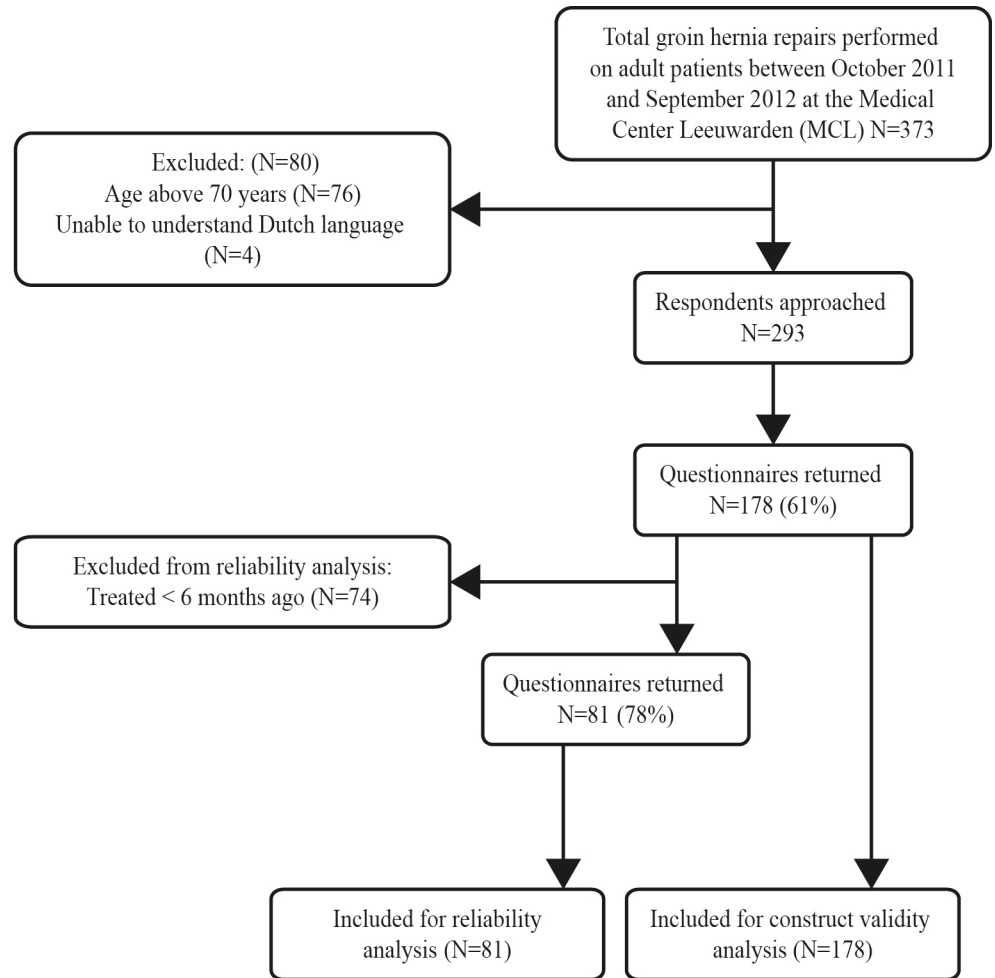 Total groin hernia repairs performed
on adult patients between October 2011
and September 2012 at the Medical
Center Leeuwarden (MCL) N=373
Excluded: (N=80)
Age above 70 years (N=76)
Unable to understand Dutch language
(N=4)
Respondents approached
N=293
Questionnaires returned
N=178 (61%)
Excluded from reliability analysis:
Treated < 6 months ago (N=74)
Questionnaires returned
N=81 (78%)
Included for reliability
analysis (N=81)
Included for construct validity
analysis (N=178)